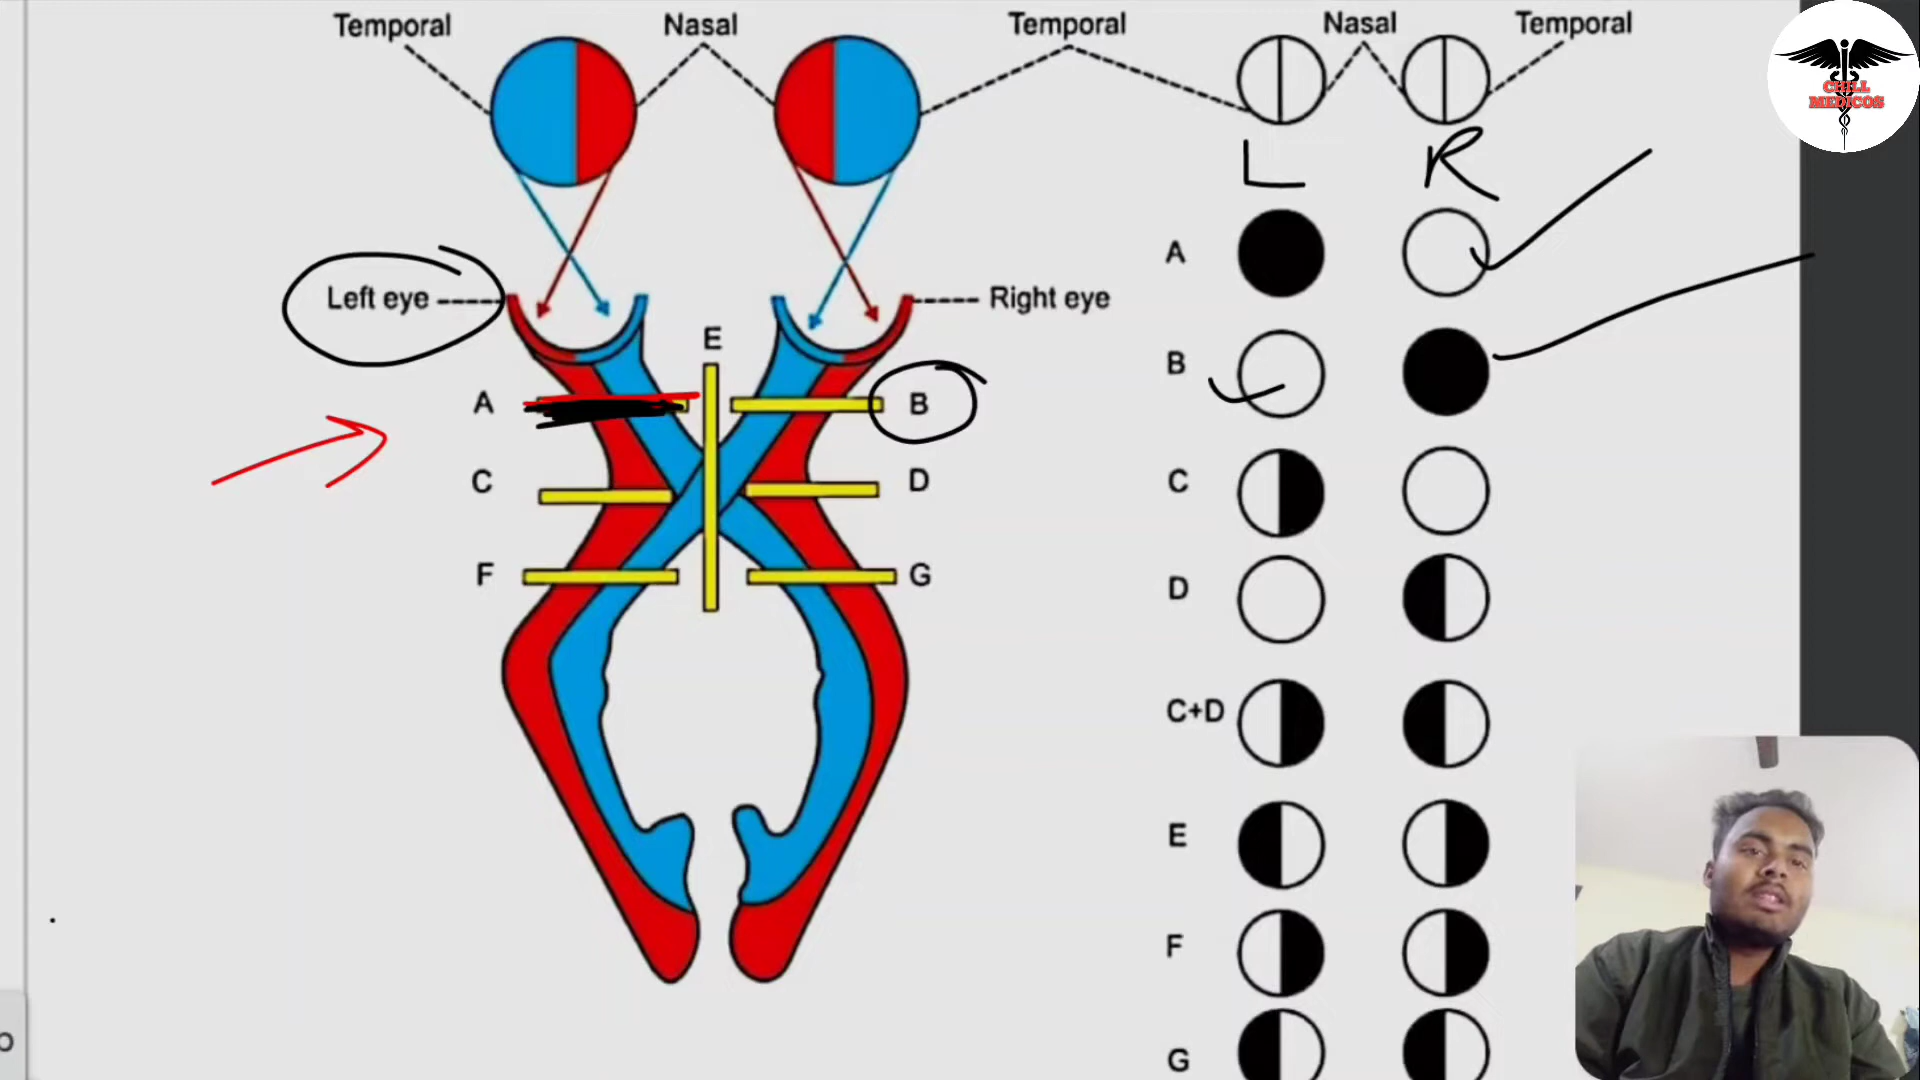 Temporal Nasal Temporal Nasal Temporal
CHILL
MEDICOS
L R
A
Left eye Right eye
E
B
A B
C D
C
F G
D
C+D
E
F
G